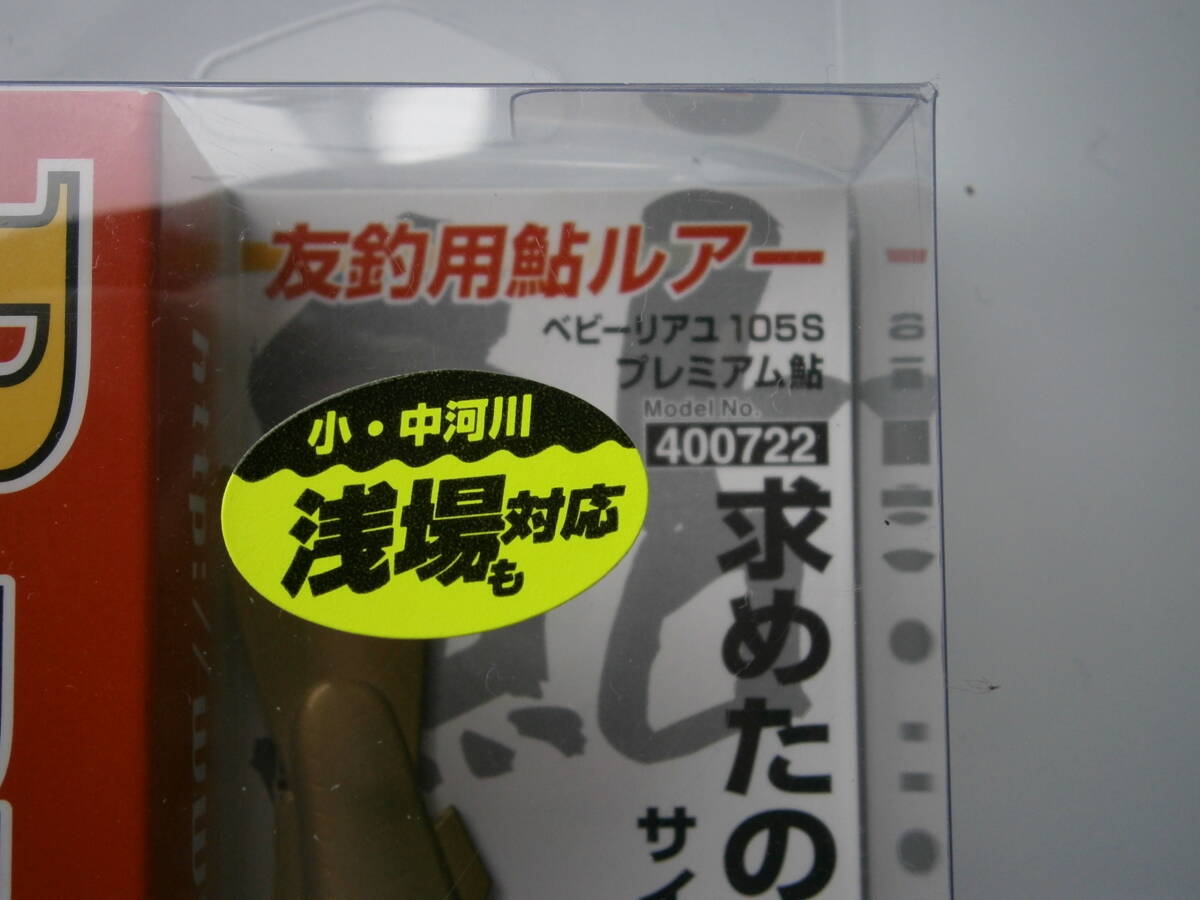 友釣用鮎ルアー
ベビーリアユ105S
プレミアム鮎
Model No.
400722
小・中河川
浅場も対応
求めたの
サイ
http://www